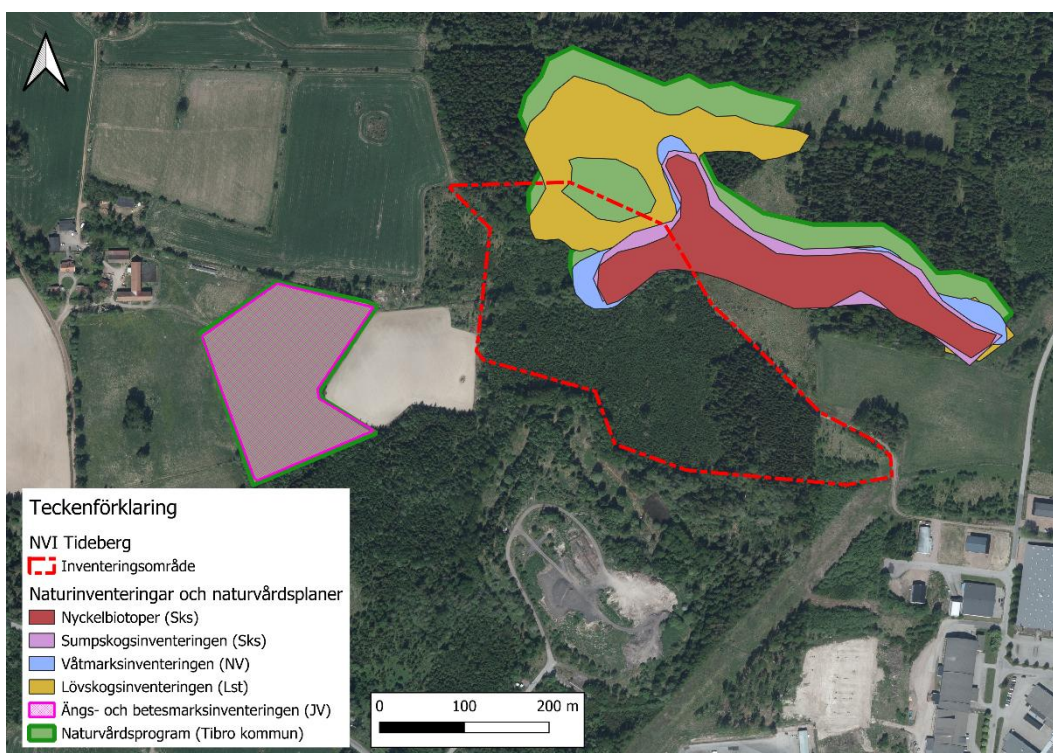 Teckenförklaring
NVI Tideberg
Inventeringsområde
Naturinventeringar och naturvårdsplaner
Nyckelbiotoper (Sks)
Sumpskogsinventeringen (Sks)
Våtmarksinventeringen (NV)
Lövskogsinventeringen (Lst)
Ängs- och betesmarksinventeringen (JV)
Naturvårdsprogram (Tibro kommun)
0 100 200 m